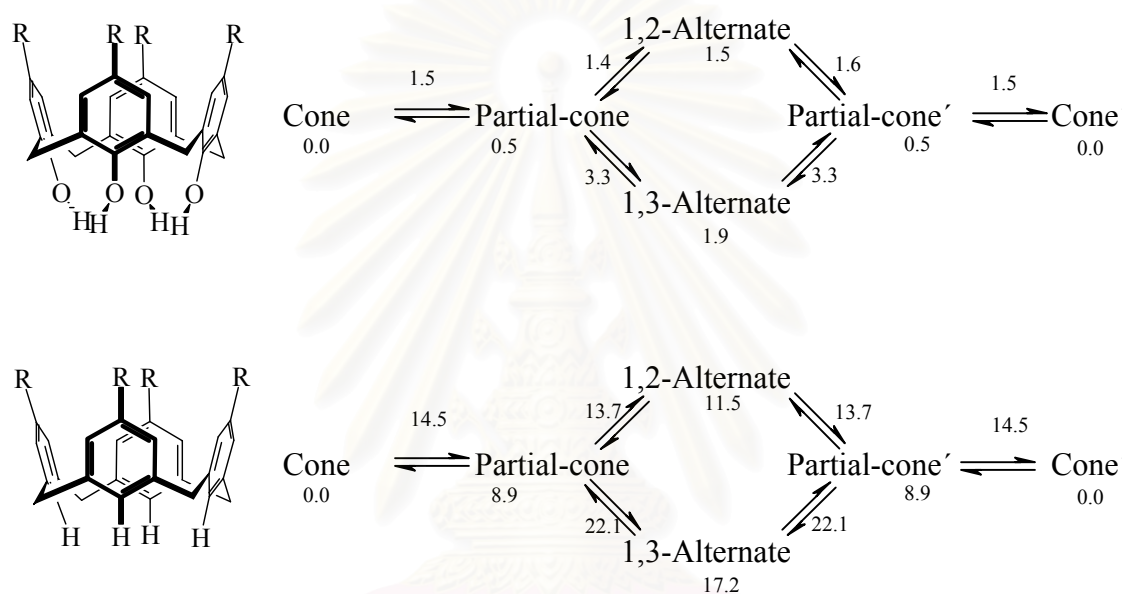 R R R R
O O O O
H H H H
1,2-Alternate
1.5
1.5 1.4 1.6 1.5
Cone Partial-cone Partial-cone′ Cone
0.0 0.5 0.5 0.0
3.3 3.3
1,3-Alternate
1.9
R R R R
H H H H
1,2-Alternate
11.5
14.5 13.7 13.7 14.5
Cone Partial-cone Partial-cone′ Cone
0.0 8.9 8.9 0.0
22.1 22.1
1,3-Alternate
17.2